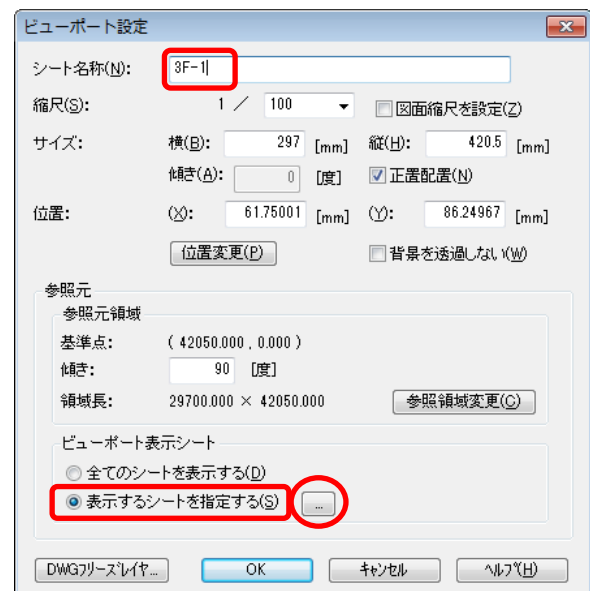 ビューポート設定
シート名称(N): 3F-1
縮尺(S): 1 / 100 図面縮尺を設定(Z)
サイズ: 横(B): 297 [mm] 縦(H): 420.5 [mm]
傾き(A): 0 [度] 正置配置(N)
位置: (X): 61.75001 [mm] (Y): 86.24967 [mm]
位置変更(P) 背景を透過しない(W)
参照元
参照元領域
基準点: ( 42050.000 , 0.000 )
傾き: 90 [度]
領域長: 29700.000 × 42050.000 参照領域変更(C)
ビューポート表示シート
全てのシートを表示する(D)
表示するシートを指定する(S) ...
DWGフリーズレイヤ... OK キャンセル ヘルプ(H)